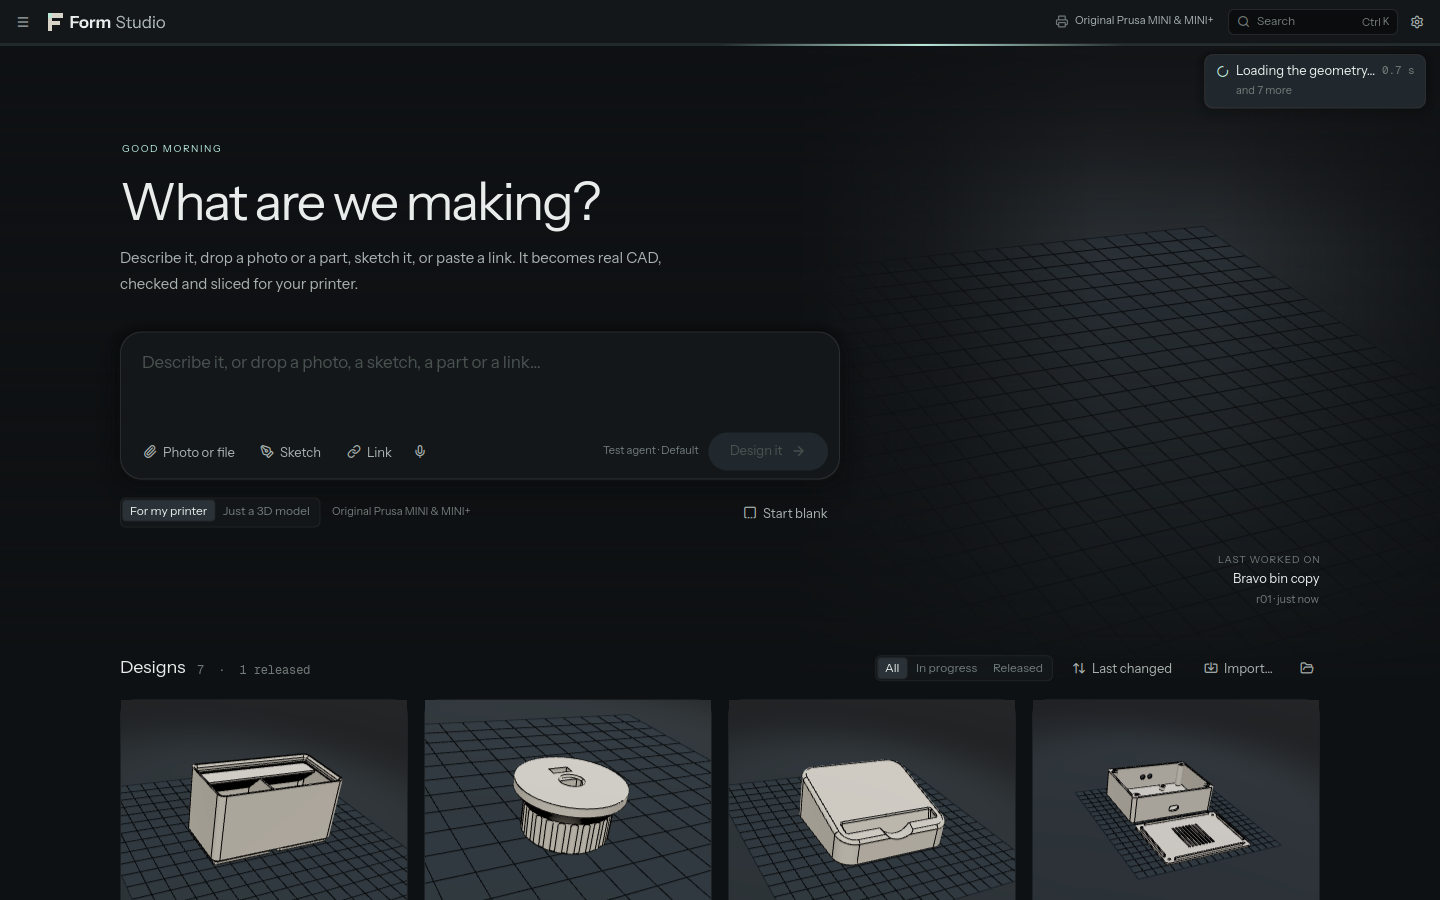 Form Studio
Original Prusa MINI & MINI+
Search
Ctrl K
Loading the geometry... 0.7 s
and 7 more
GOOD MORNING
What are we making?
Describe it, drop a photo or a part, sketch it, or paste a link. It becomes real CAD,
checked and sliced for your printer.
Describe it, or drop a photo, a sketch, a part or a link...
Photo or file
Sketch
Link
Test agent · Default
Design it
For my printer
Just a 3D model
Original Prusa MINI & MINI+
Start blank
LAST WORKED ON
Bravo bin copy
r01 · just now
Designs 7 · 1 released
All
In progress
Released
Last changed
Import...